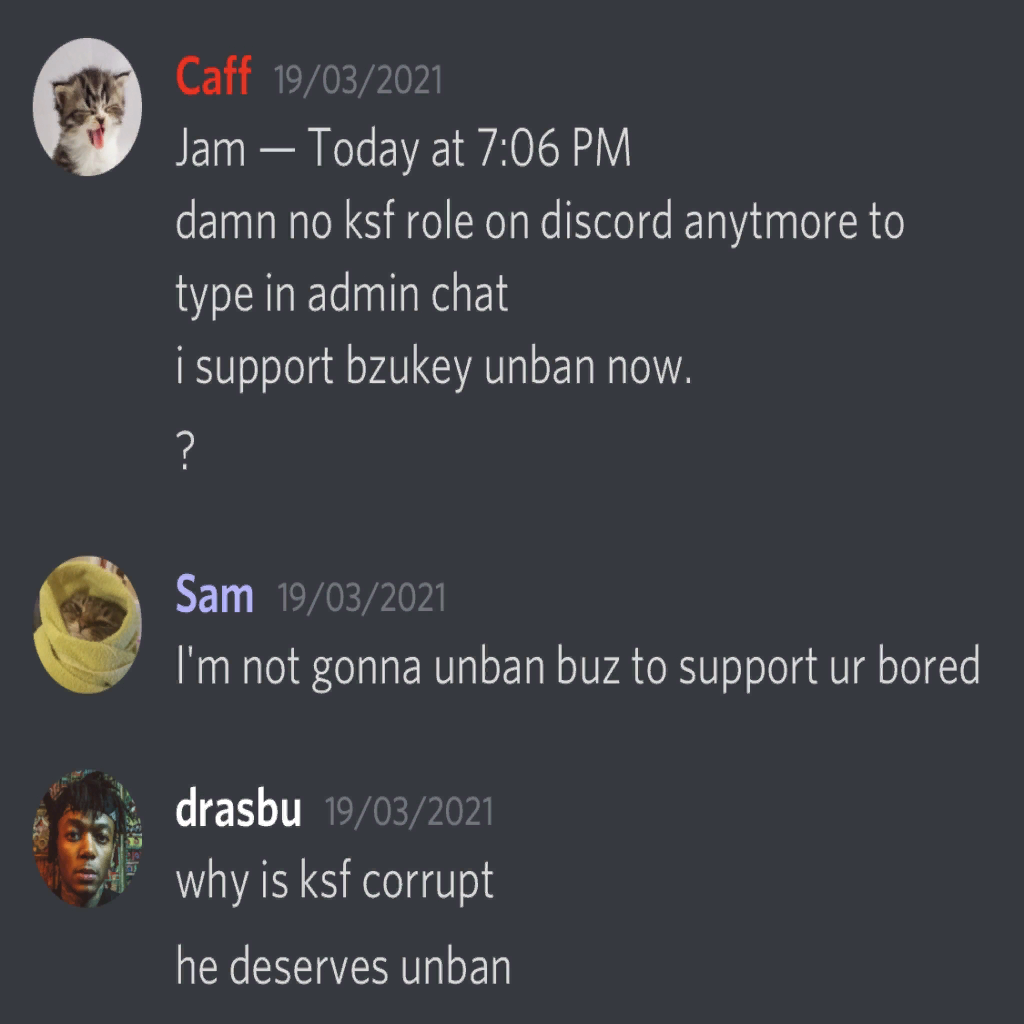 Caff 19/03/2021
Jam — Today at 7:06 PM
damn no ksf role on discord anytmore to
type in admin chat
i support bzukey unban now.
?
Sam 19/03/2021
I'm not gonna unban buz to support ur bored
drasbu 19/03/2021
why is ksf corrupt
he deserves unban